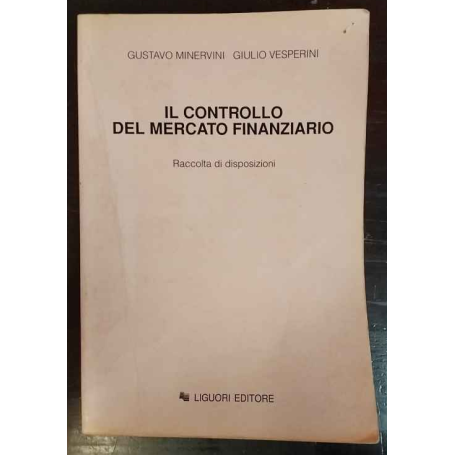 GUSTAVO MINERVINI GIULIO VESPERINI
IL CONTROLLO
DEL MERCATO FINANZIARIO
Raccolta di disposizioni
LIGUORI EDITORE